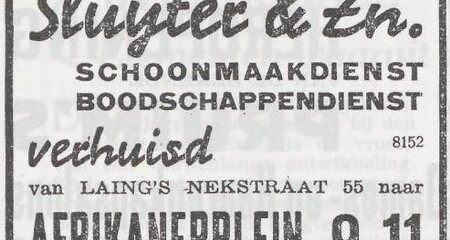 Sluyter & Zn.
SCHOONMAAKDIENST
BOODSCHAPPENDIENST
verhuisd
8152
van LAING'S NEKSTRAAT 55 naar
AFRIKANERPLEIN 9-11